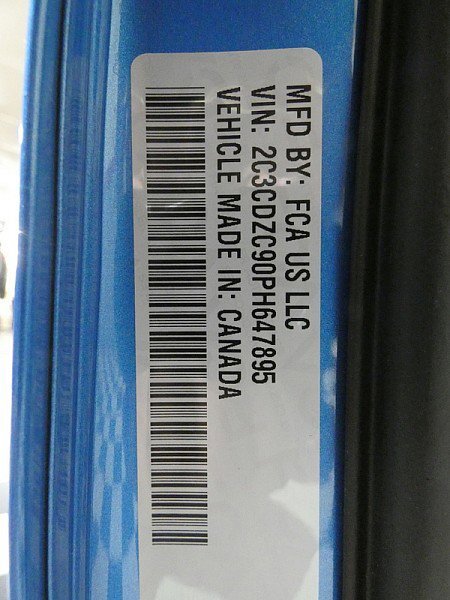 MFD BY: FCA US LLC
VIN: 2C3CDZC90PH647895
VEHICLE MADE IN: CANADA